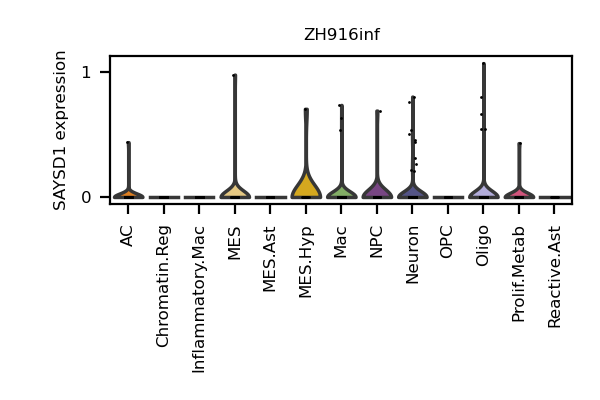 ZH916inf
SAYSD1 expression
1
0
AC
Chromatin.Reg
Inflammatory.Mac
MES
MES.Ast
MES.Hyp
Mac
NPC
Neuron
OPC
Oligo
Prolif.Metab
Reactive.Ast